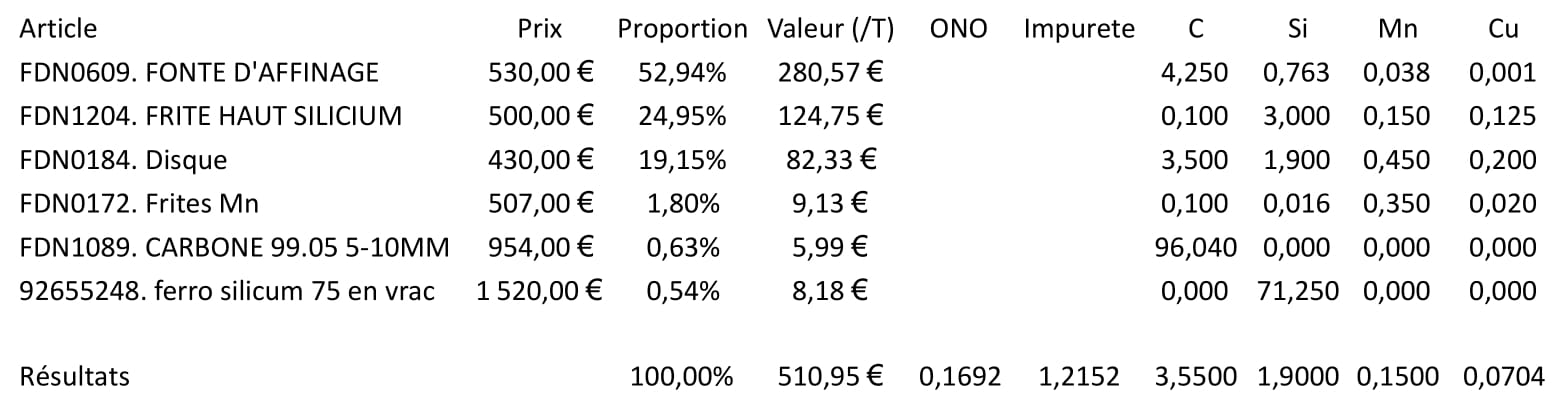 Article Prix Proportion Valeur (/T) ONO Impurete C Si Mn Cu
FDN0609. FONTE D'AFFINAGE 530,00 € 52,94% 280,57 € 4,250 0,763 0,038 0,001
FDN1204. FRITE HAUT SILICIUM 500,00 € 24,95% 124,75 € 0,100 3,000 0,150 0,125
FDN0184. Disque 430,00 € 19,15% 82,33 € 3,500 1,900 0,450 0,200
FDN0172. Frites Mn 507,00 € 1,80% 9,13 € 0,100 0,016 0,350 0,020
FDN1089. CARBONE 99.05 5-10MM 954,00 € 0,63% 5,99 € 96,040 0,000 0,000 0,000
92655248. ferro silicum 75 en vrac 1 520,00 € 0,54% 8,18 € 0,000 71,250 0,000 0,000
Résultats 100,00% 510,95 € 0,1692 1,2152 3,5500 1,9000 0,1500 0,0704